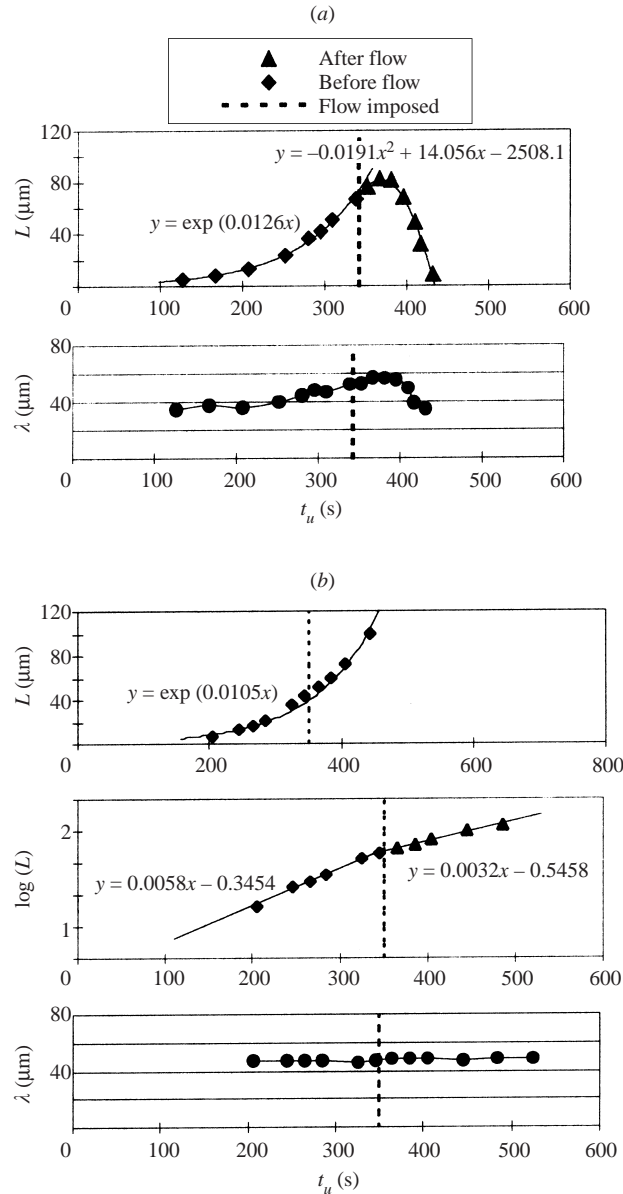 (a)
After flow
Before flow
Flow imposed
120
80
40
0
L (μm)
y = –0.0191x² + 14.056x – 2508.1
y = exp (0.0126x)
0 100 200 300 400 500 600
80
40
0
λ (μm)
100 200 300 400 500 600
t_u (s)
(b)
120
80
40
0
L (μm)
y = exp (0.0105x)
200 400 600 800
2
1
0
log (L)
y = 0.0058x – 0.3454
y = 0.0032x – 0.5458
200 300 400 500 600
80
40
0
λ (μm)
100 200 300 400 500 600
t_u (s)